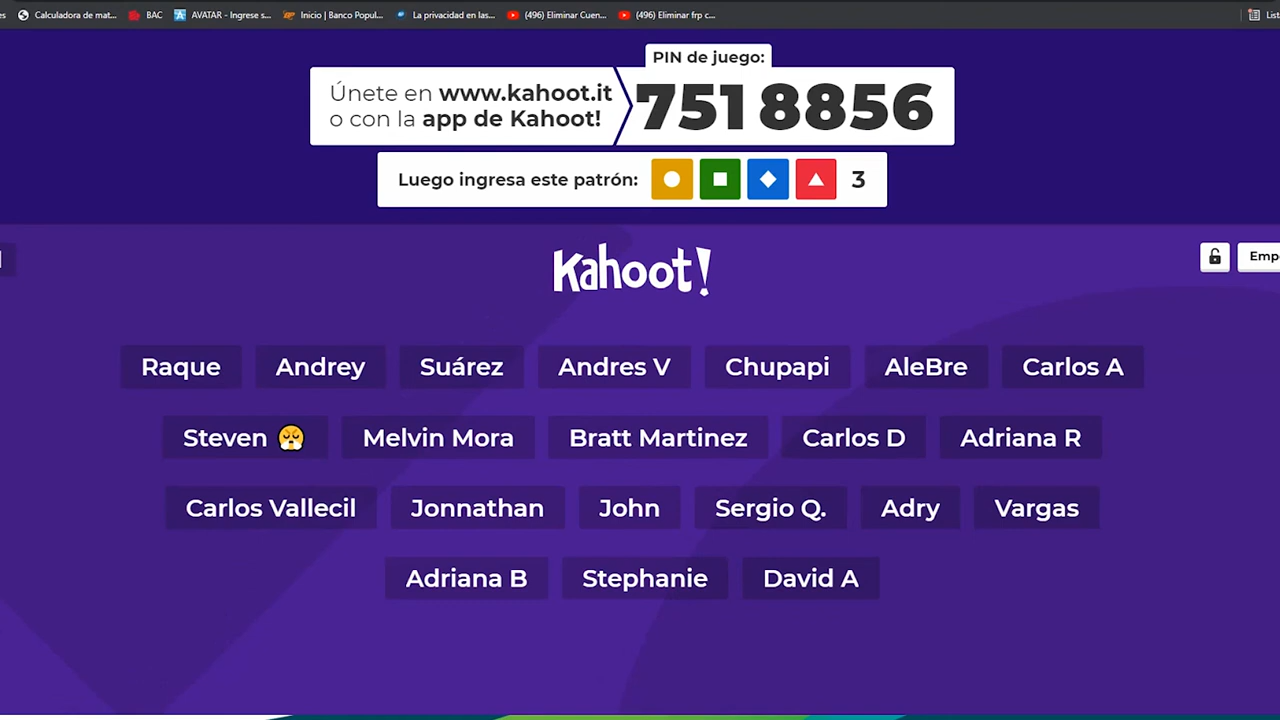 Calculadora de mat... BAC AVATAR - Ingrese s... Inicio | Banco Popul... La privacidad en las... (496) Eliminar Cuen... (496) Eliminar frp c... List
PIN de juego:
Únete en www.kahoot.it
o con la app de Kahoot!
751 8856
Luego ingresa este patrón: 3
Kahoot!
Emp
Raque Andrey Suárez Andres V Chupapi AleBre Carlos A
Steven 😤 Melvin Mora Bratt Martinez Carlos D Adriana R
Carlos Vallecil Jonnathan John Sergio Q. Adry Vargas
Adriana B Stephanie David A